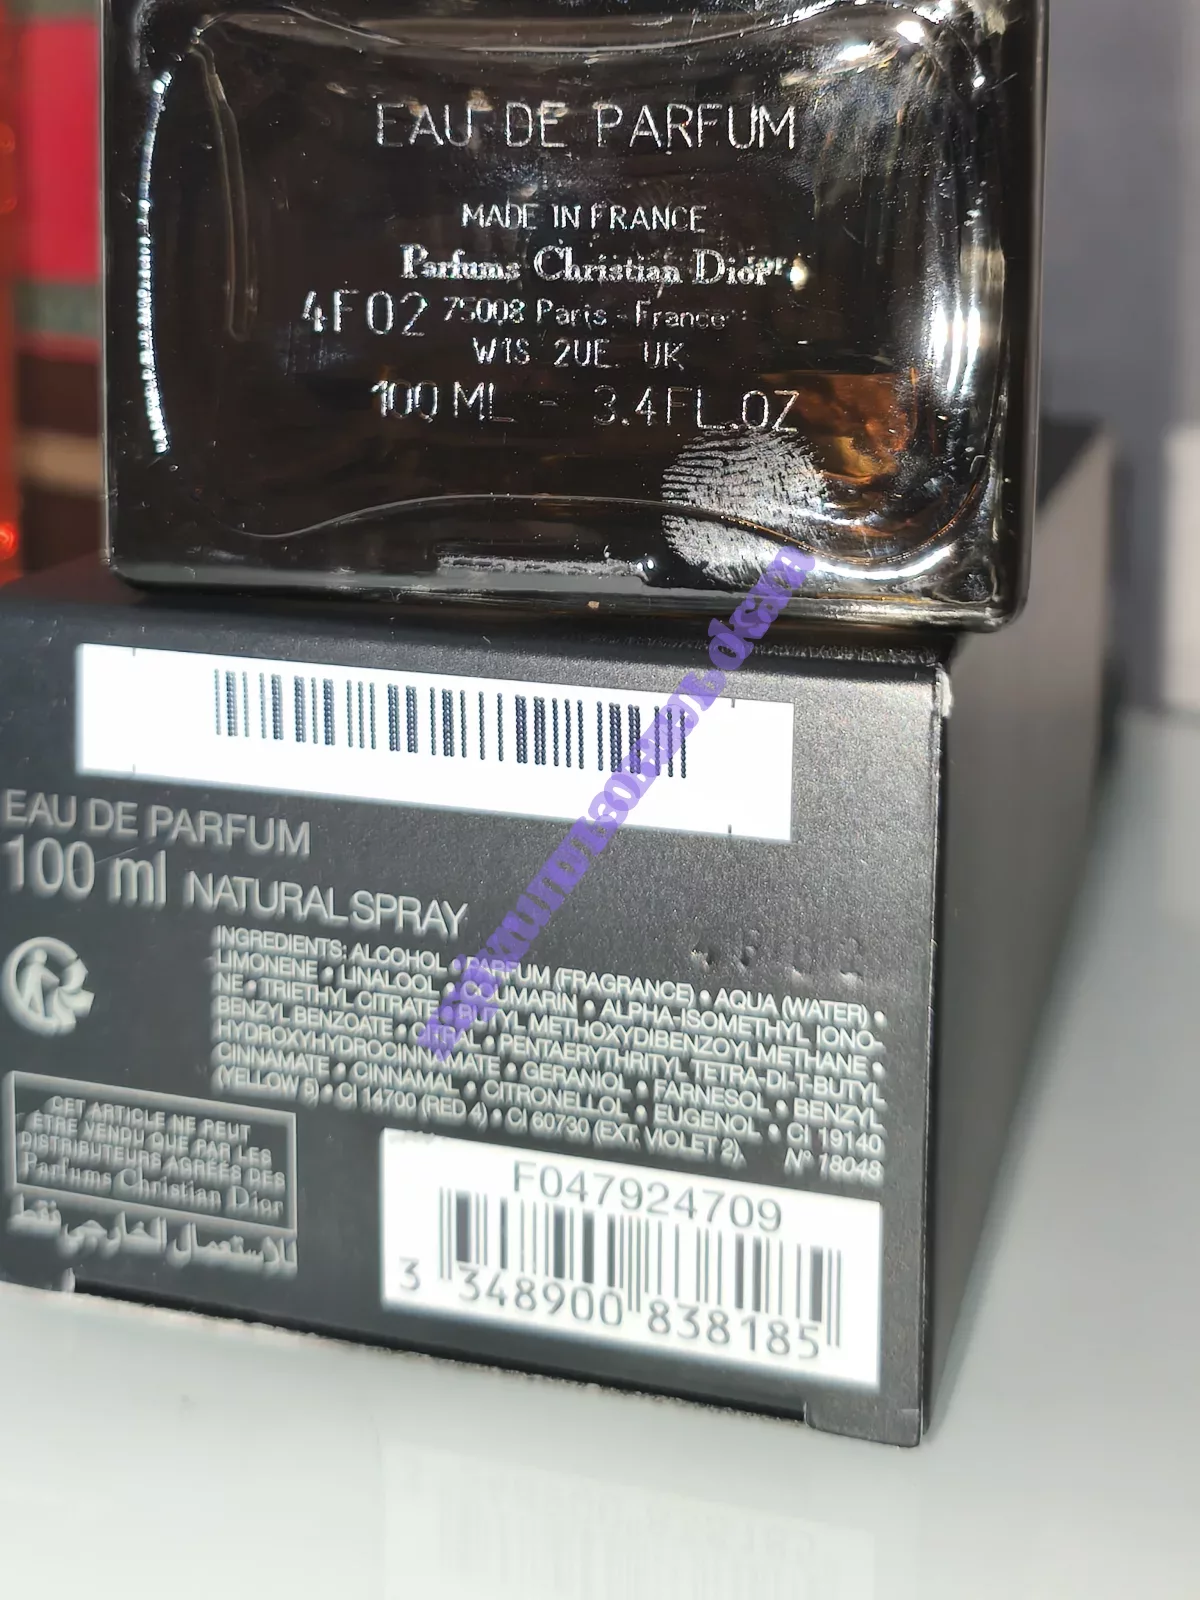 EAU DE PARFUM
MADE IN FRANCE
Parfums Christian Dior
4F02 75008 Paris - France
W1S 2UE UK
100 ML - 3.4 FL.OZ
EAU DE PARFUM
100 ml NATURAL SPRAY
INGREDIENTS: ALCOHOL • PARFUM (FRAGRANCE) • AQUA (WATER) •
LIMONENE • LINALOOL • COUMARIN • ALPHA-ISOMETHYL IONO-
NE • TRIETHYL CITRATE • BUTYL METHOXYDIBENZOYLMETHANE •
BENZYL BENZOATE • CITRAL • PENTAERYTHRITYL TETRA-DI-T-BUTYL
HYDROXYHYDROCINNAMATE • GERANIOL • FARNESOL • BENZYL
CINNAMATE • CINNAMAL • CITRONELLOL • EUGENOL • CI 19140
(YELLOW 5) • CI 14700 (RED 4) • CI 60730 (EXT. VIOLET 2).
N° 18048
CET ARTICLE NE PEUT
ÊTRE VENDU QUE PAR LES
DISTRIBUTEURS AGRÉÉS DES
Parfums Christian Dior
للاستعمال الخارجي فقط
F047924709
3 348900 838185